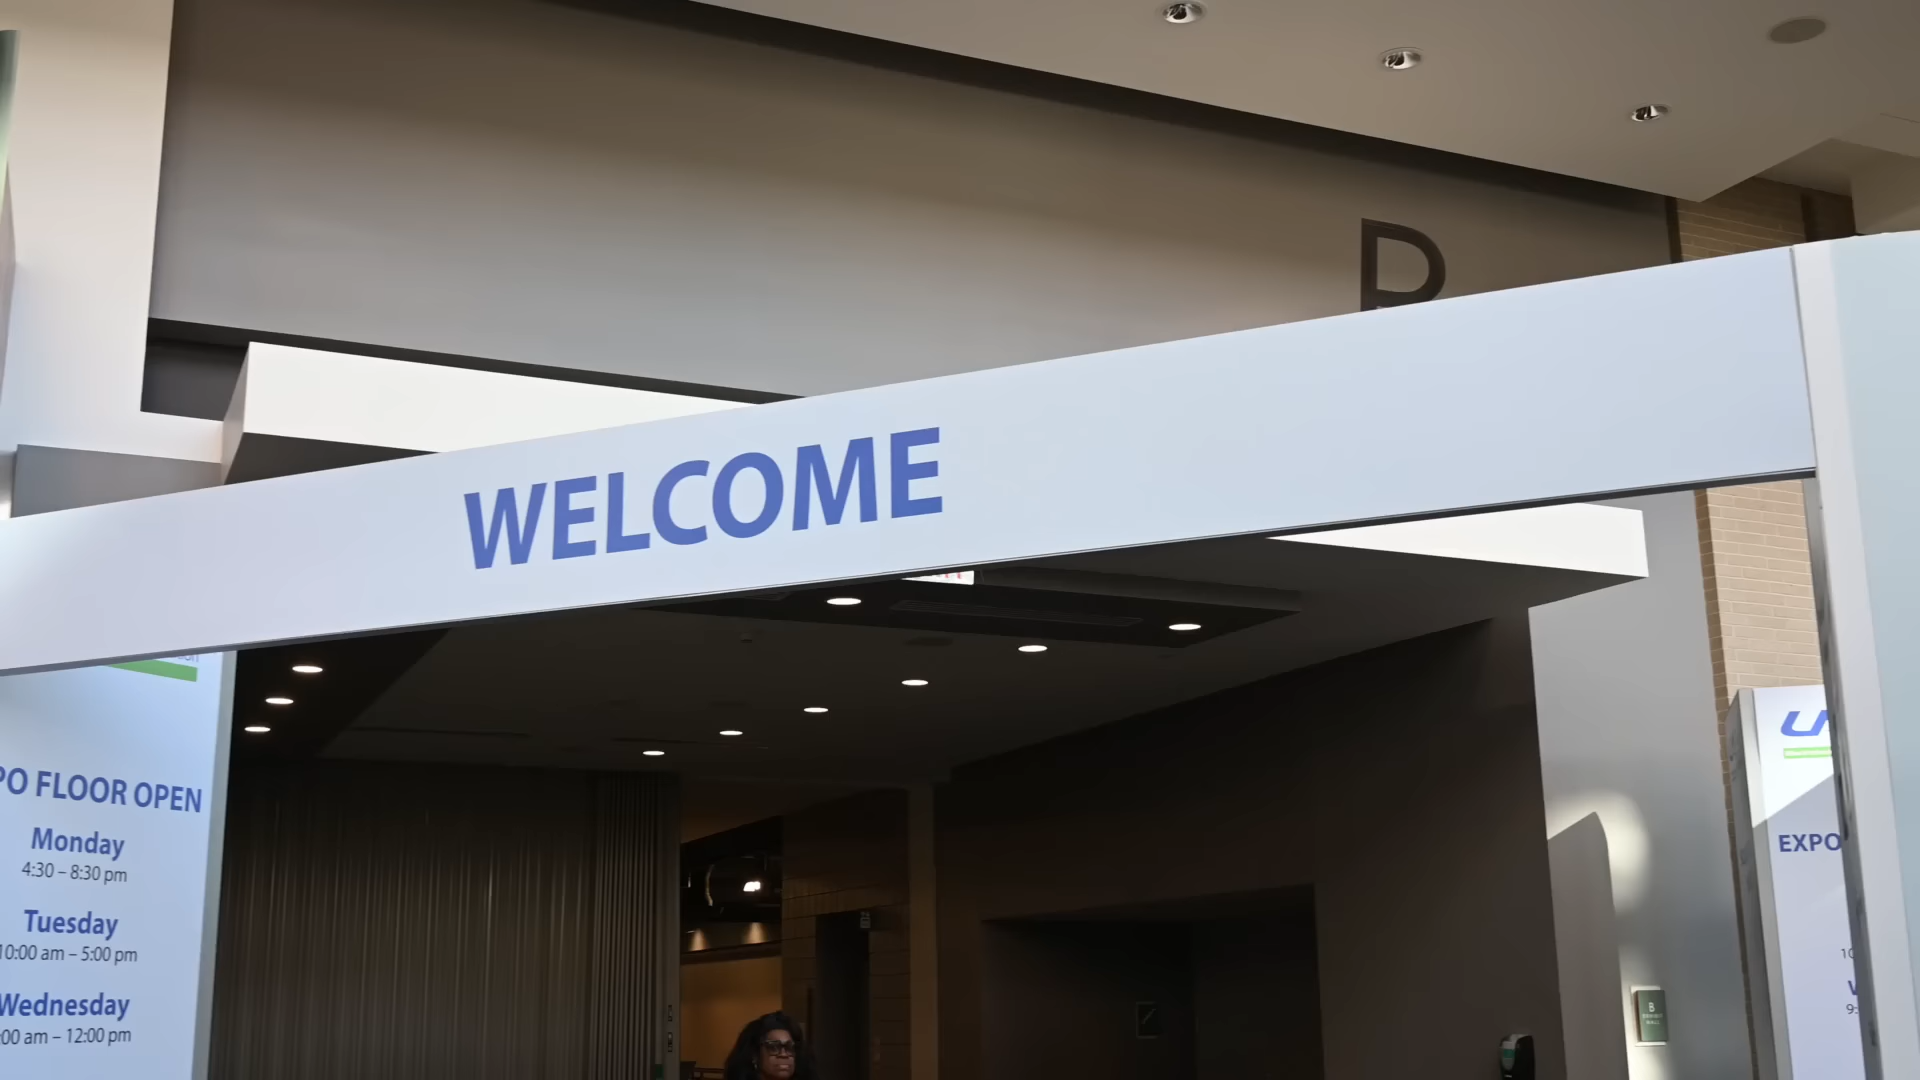 WELCOME
PO FLOOR OPEN
Monday
4:30 – 8:30 pm
Tuesday
10:00 am – 5:00 pm
Wednesday
:00 am – 12:00 pm
EXPO
B